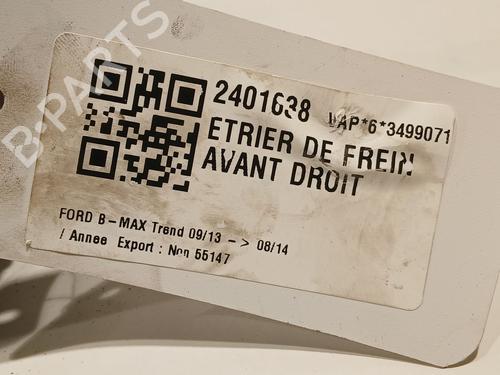 2401638 VAP*6*3499071
ETRIER DE FREIN
AVANT DROIT
FORD B-MAX Trend 09/13 -> 08/14
/ Annee Export : Non 55147
B-PARTS